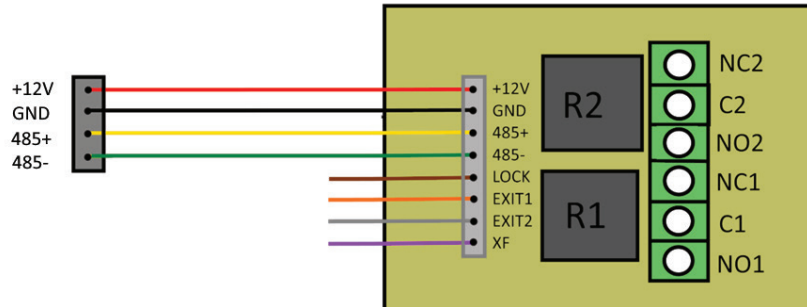 +12V
GND
485+
485-
+12V
GND
485+
485-
LOCK
EXIT1
EXIT2
XF
R2
R1
NC2
C2
NO2
NC1
C1
NO1